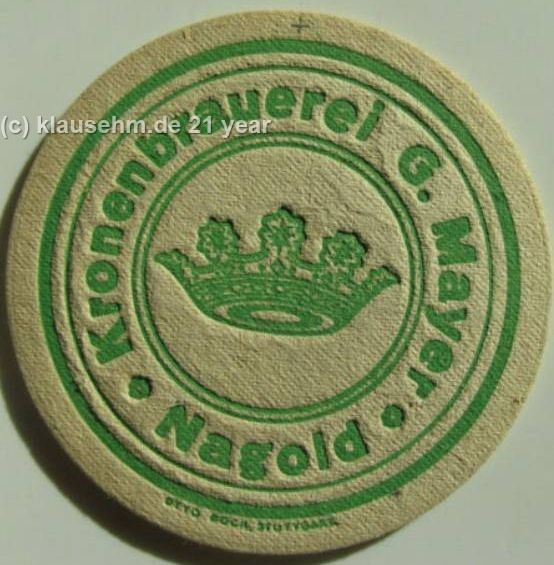 (c) klausehm.de 21 year
Kronenbrauerei G. Mayer
Nagold
OTTO BOCK, STUTTGART